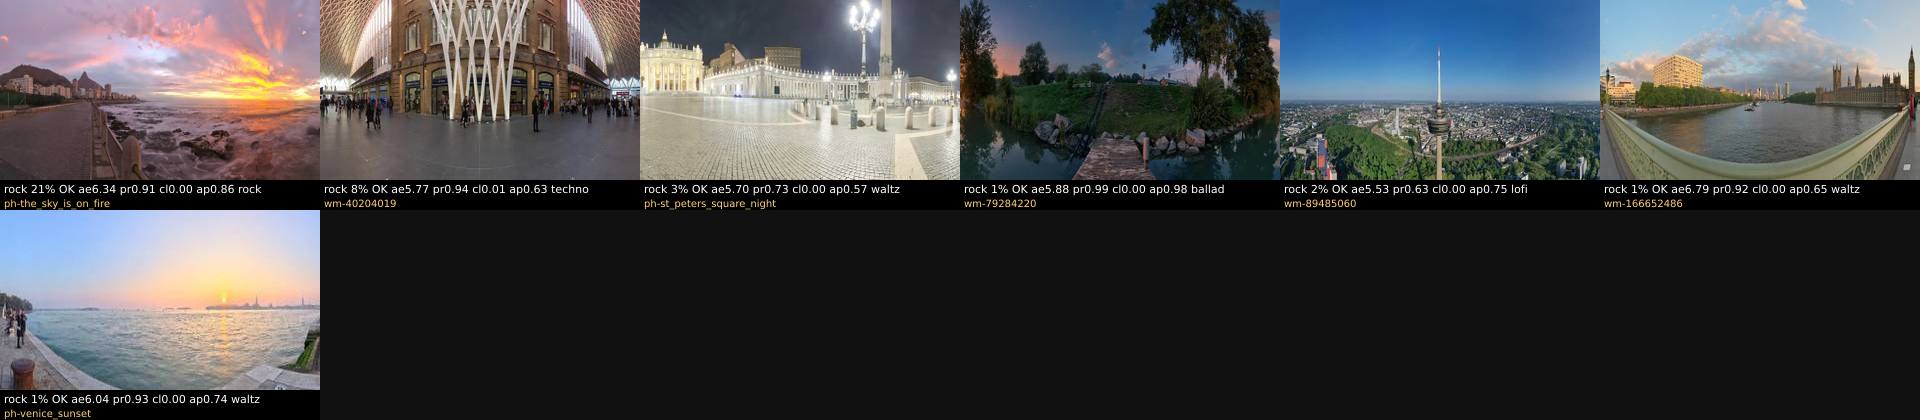 rock 21% OK ae6.34 pr0.91 cl0.00 ap0.86 rock
ph-the_sky_is_on_fire
rock 8% OK ae5.77 pr0.94 cl0.01 ap0.63 techno
wm-40204019
rock 3% OK ae5.70 pr0.73 cl0.00 ap0.57 waltz
ph-st_peters_square_night
rock 1% OK ae5.88 pr0.99 cl0.00 ap0.98 ballad
wm-79284220
rock 2% OK ae5.53 pr0.63 cl0.00 ap0.75 lofi
wm-89485060
rock 1% OK ae6.79 pr0.92 cl0.00 ap0.65 waltz
wm-166652486
rock 1% OK ae6.04 pr0.93 cl0.00 ap0.74 waltz
ph-venice_sunset